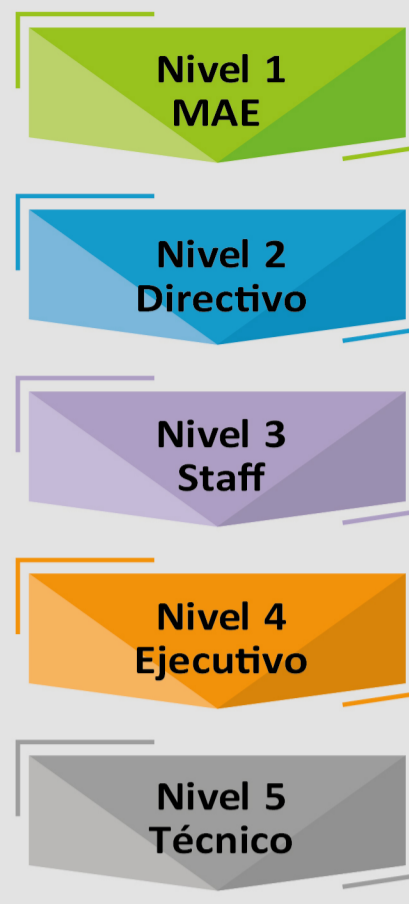 Nivel 1
MAE
Nivel 2
Directivo
Nivel 3
Staff
Nivel 4
Ejecutivo
Nivel 5
Técnico